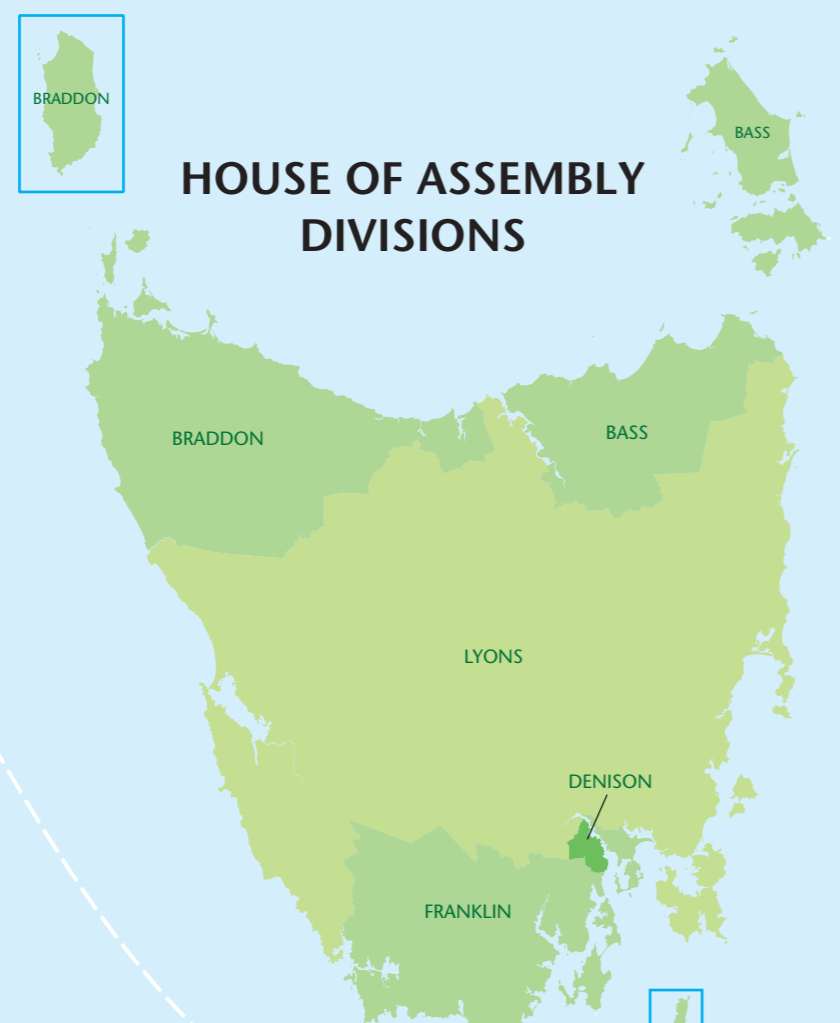 BRADDON
BASS
HOUSE OF ASSEMBLY
DIVISIONS
BRADDON
BASS
LYONS
DENISON
FRANKLIN